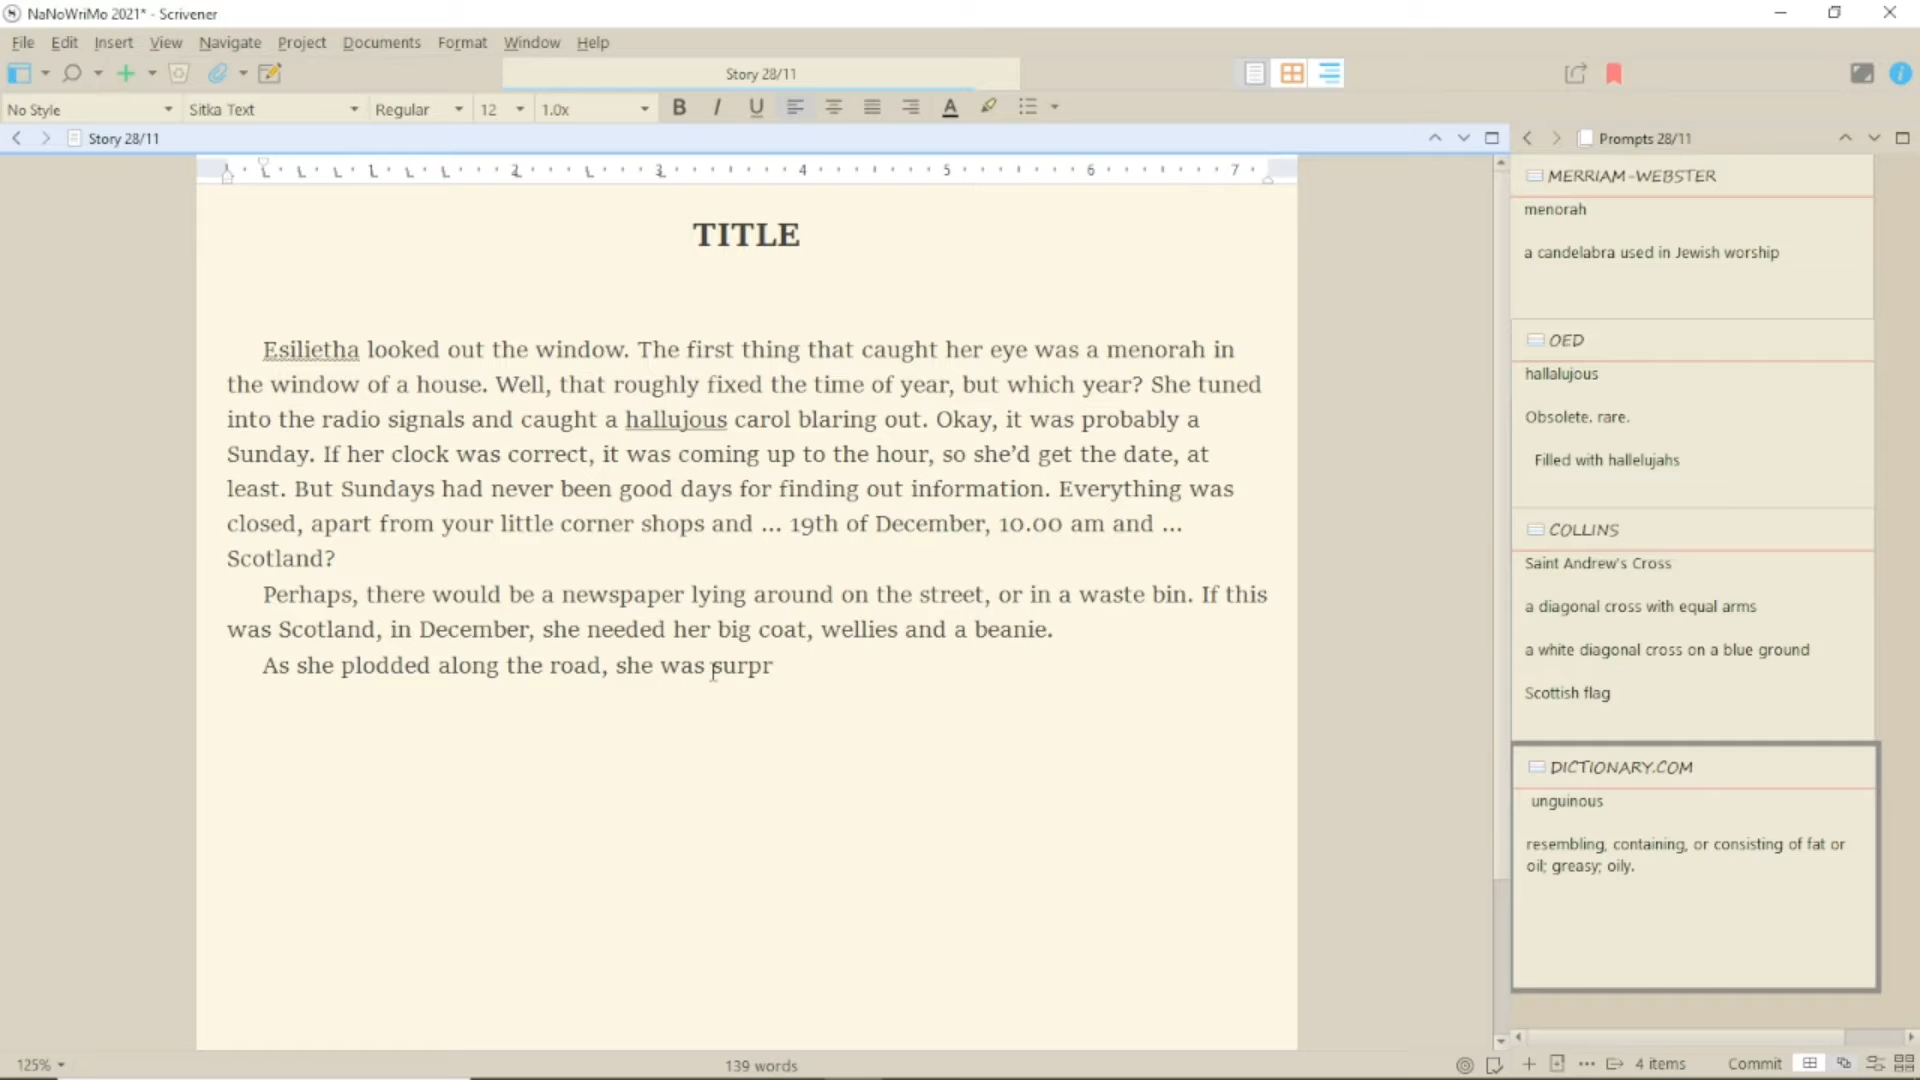 NaNoWriMo 2021* - Scrivener
File Edit Insert View Navigate Project Documents Format Window Help
Story 28/11
No Style Sitka Text Regular 12 1.0x B I U A
Story 28/11
Prompts 28/11
1 2 3 4 5 6 7
TITLE
Esilietha looked out the window. The first thing that caught her eye was a menorah in
the window of a house. Well, that roughly fixed the time of year, but which year? She tuned
into the radio signals and caught a hallujous carol blaring out. Okay, it was probably a
Sunday. If her clock was correct, it was coming up to the hour, so she’d get the date, at
least. But Sundays had never been good days for finding out information. Everything was
closed, apart from your little corner shops and ... 19th of December, 10.00 am and ...
Scotland?
Perhaps, there would be a newspaper lying around on the street, or in a waste bin. If this
was Scotland, in December, she needed her big coat, wellies and a beanie.
As she plodded along the road, she was surpr
MERRIAM-WEBSTER
menorah
a candelabra used in Jewish worship
OED
hallalujous
Obsolete. rare.
Filled with hallelujahs
COLLINS
Saint Andrew's Cross
a diagonal cross with equal arms
a white diagonal cross on a blue ground
Scottish flag
DICTIONARY.COM
unguinous
resembling, containing, or consisting of fat or
oil; greasy; oily.
125%
139 words
4 items
Commit